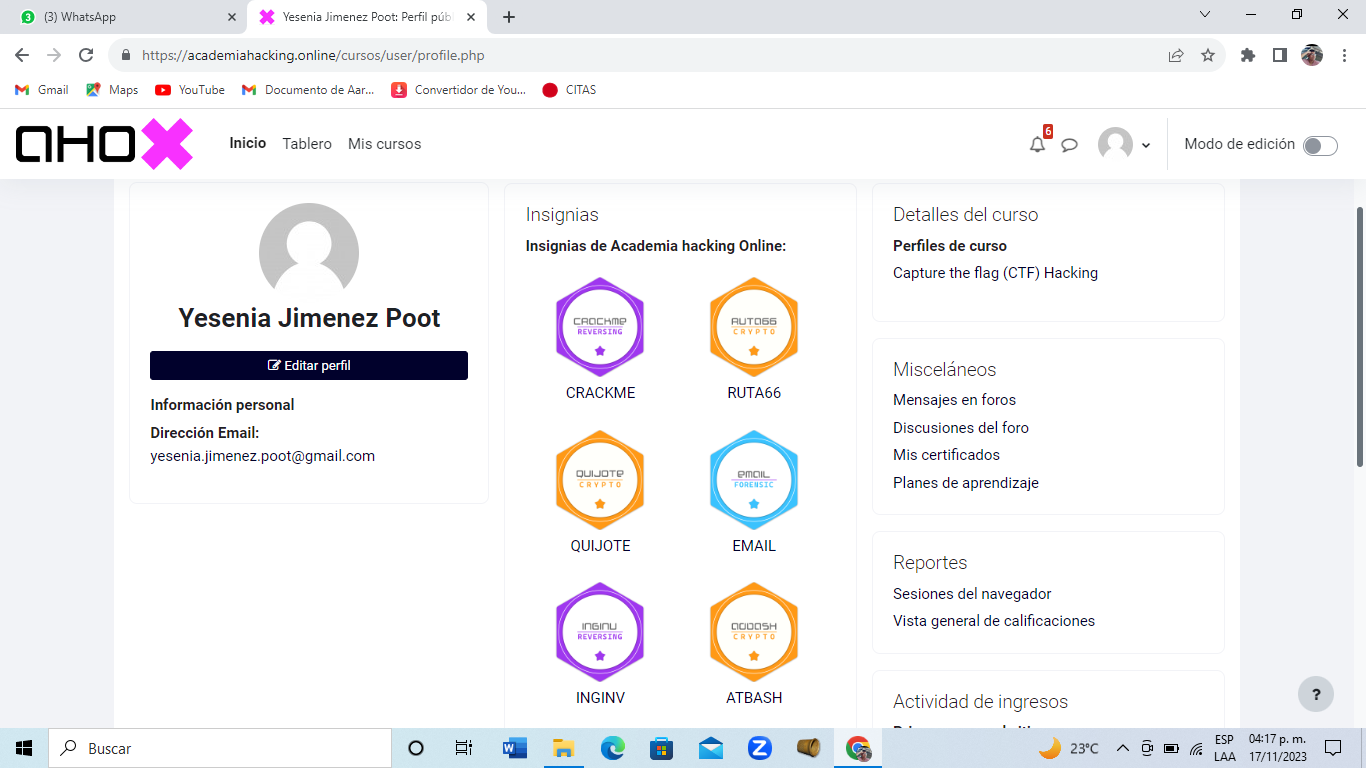 (3) WhatsApp
Yesenia Jimenez Poot: Perfil púb
https://academiahacking.online/cursos/user/profile.php
Gmail
Maps
YouTube
Documento de Aar...
Convertidor de You...
CITAS
AHO X
Inicio
Tablero
Mis cursos
6
Modo de edición
Yesenia Jimenez Poot
Editar perfil
Información personal
Dirección Email:
yesenia.jimenez.poot@gmail.com
Insignias
Insignias de Academia hacking Online:
CRACKME
REVERSING
CRACKME
RUTA66
CRYPTO
RUTA66
QUIJOTE
CRYPTO
QUIJOTE
EMAIL
FORENSIC
EMAIL
INGINV
REVERSING
INGINV
CRYPTO
ATBASH
Detalles del curso
Perfiles de curso
Capture the flag (CTF) Hacking
Misceláneos
Mensajes en foros
Discusiones del foro
Mis certificados
Planes de aprendizaje
Reportes
Sesiones del navegador
Vista general de calificaciones
Actividad de ingresos
?
Buscar
23°C
ESP
LAA
04:17 p. m.
17/11/2023